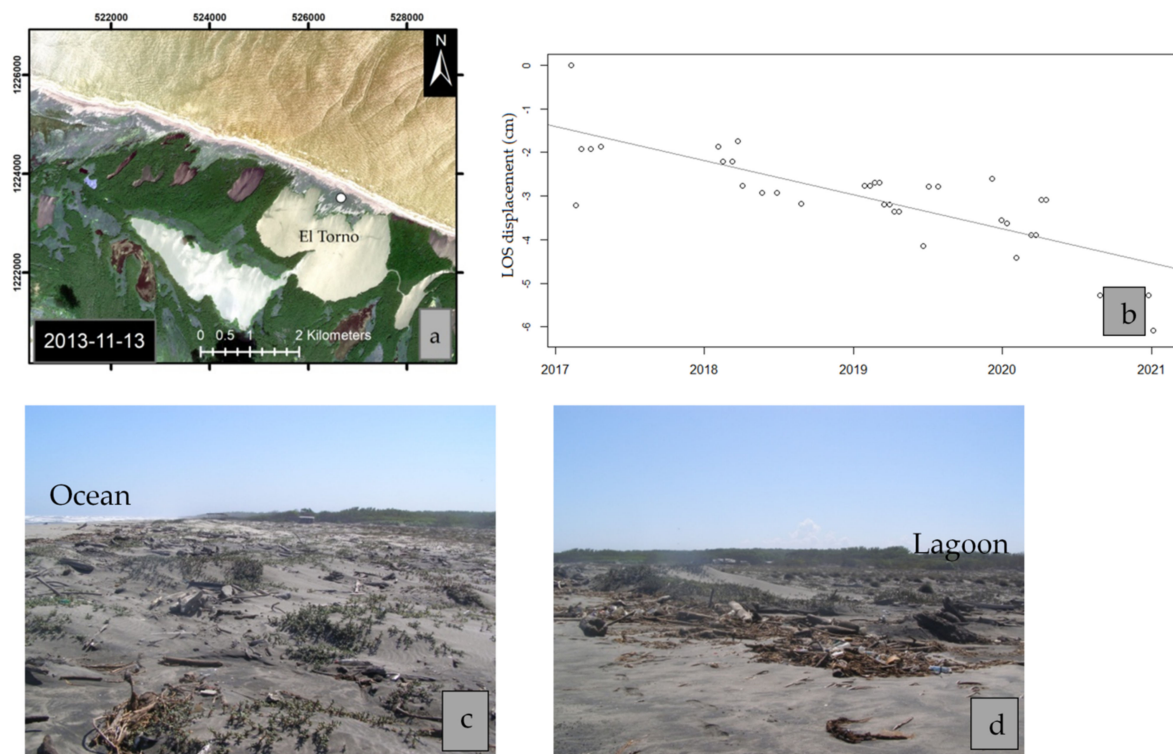 522000 524000 526000 528000
N
1226000
1224000
1222000
El Torno
2013-11-13
0 0.5 1 2 Kilometers
a
LOS displacement (cm)
0
-1
-2
-3
-4
-5
-6
b
2017 2018 2019 2020 2021
Ocean
c
Lagoon
d